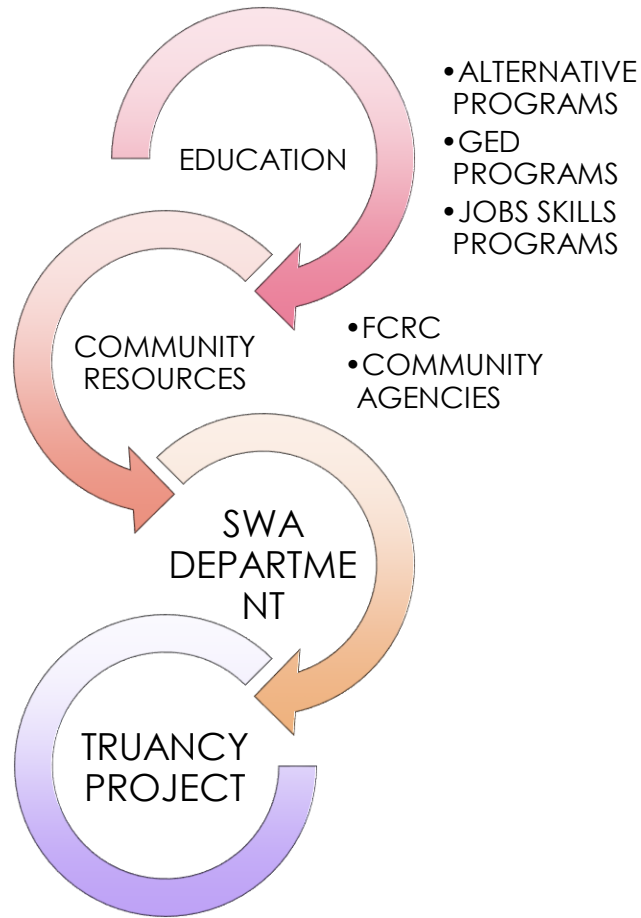 EDUCATION
•ALTERNATIVE
PROGRAMS
•GED
PROGRAMS
•JOBS SKILLS
PROGRAMS
COMMUNITY
RESOURCES
•FCRC
•COMMUNITY
AGENCIES
SWA
DEPARTME
NT
TRUANCY
PROJECT